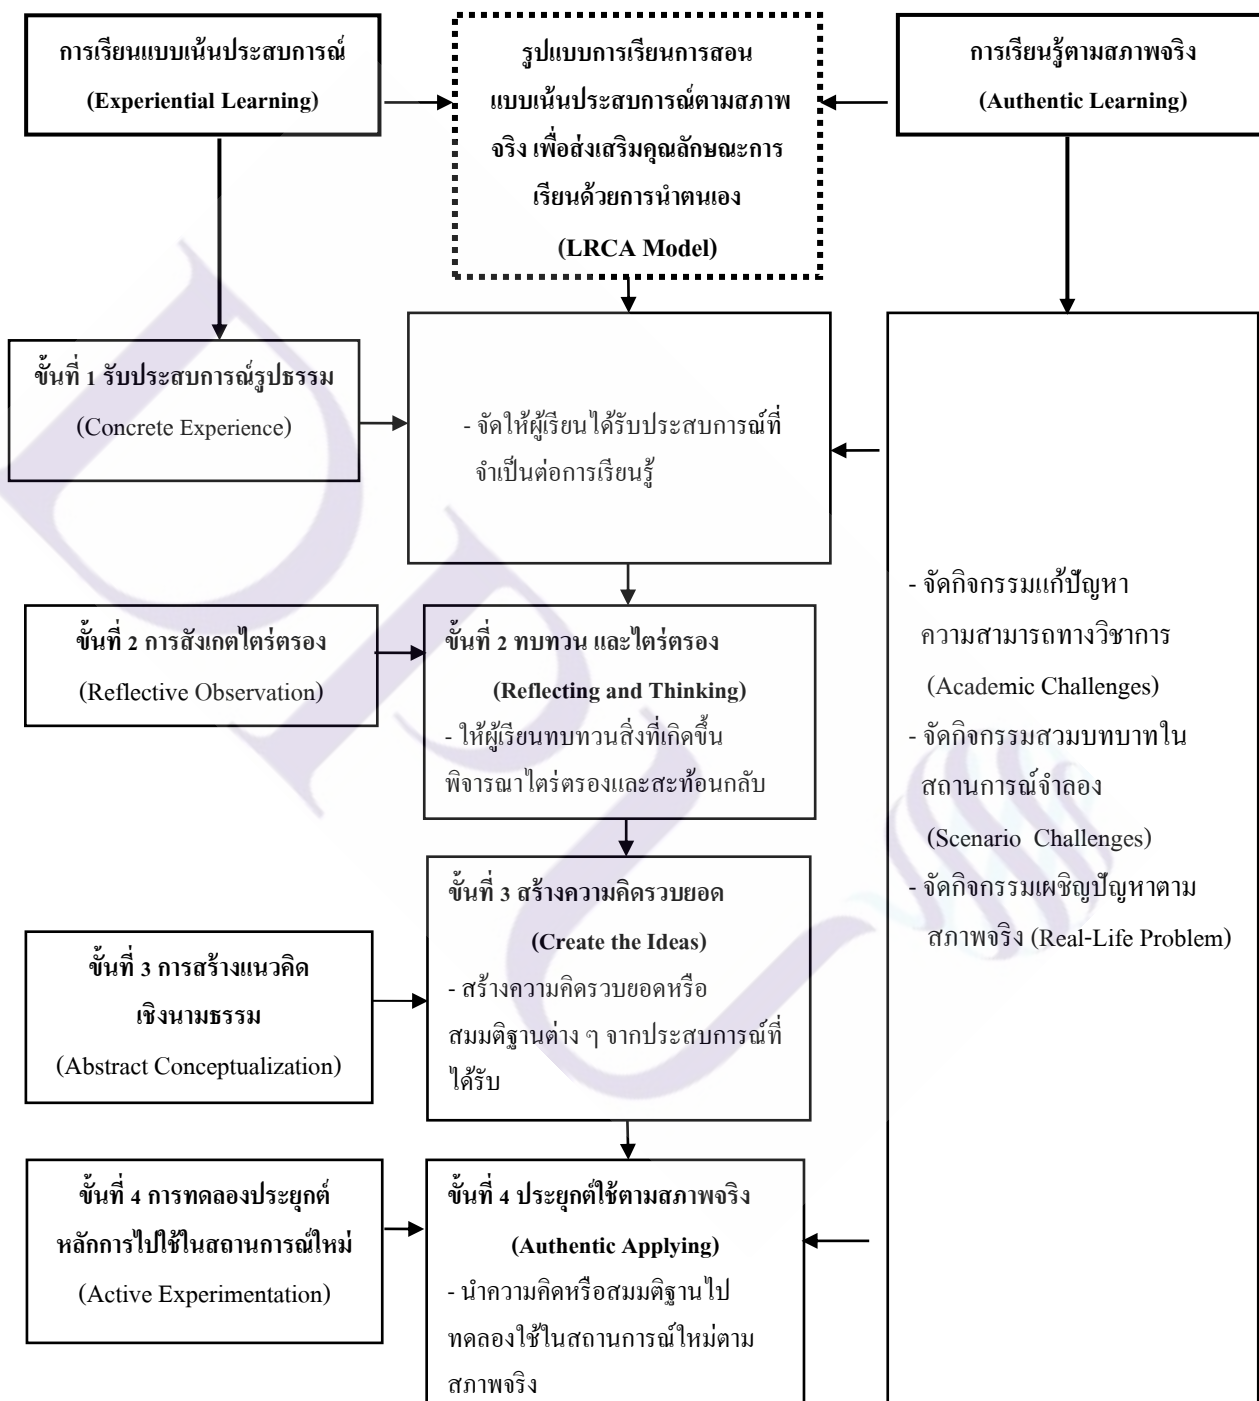 การเรียนแบบเน้นประสบการณ์
(Experiential Learning)
รูปแบบการเรียนการสอน
แบบเน้นประสบการณ์ตามสภาพ
จริง เพื่อส่งเสริมคุณลักษณะการ
เรียนด้วยการนำตนเอง
(LRCA Model)
การเรียนรู้ตามสภาพจริง
(Authentic Learning)
ขั้นที่ 1 รับประสบการณ์รูปธรรม
(Concrete Experience)
- จัดให้ผู้เรียนได้รับประสบการณ์ที่
จำเป็นต่อการเรียนรู้
ขั้นที่ 2 การสังเกตไตร่ตรอง
(Reflective Observation)
ขั้นที่ 2 ทบทวน และไตร่ตรอง
(Reflecting and Thinking)
- ให้ผู้เรียนทบทวนสิ่งที่เกิดขึ้น
พิจารณาไตร่ตรองและสะท้อนกลับ
ขั้นที่ 3 การสร้างแนวคิด
เชิงนามธรรม
(Abstract Conceptualization)
ขั้นที่ 3 สร้างความคิดรวบยอด
(Create the Ideas)
- สร้างความคิดรวบยอดหรือ
สมมติฐานต่าง ๆ จากประสบการณ์ที่
ได้รับ
ขั้นที่ 4 การทดลองประยุกต์
หลักการไปใช้ในสถานการณ์ใหม่
(Active Experimentation)
ขั้นที่ 4 ประยุกต์ใช้ตามสภาพจริง
(Authentic Applying)
- นำความคิดหรือสมมติฐานไป
ทดลองใช้ในสถานการณ์ใหม่ตาม
สภาพจริง
- จัดกิจกรรมแก้ปัญหา
ความสามารถทางวิชาการ
(Academic Challenges)
- จัดกิจกรรมสวมบทบาทใน
สถานการณ์จำลอง
(Scenario Challenges)
- จัดกิจกรรมเผชิญปัญหาตาม
สภาพจริง (Real-Life Problem)
DPU